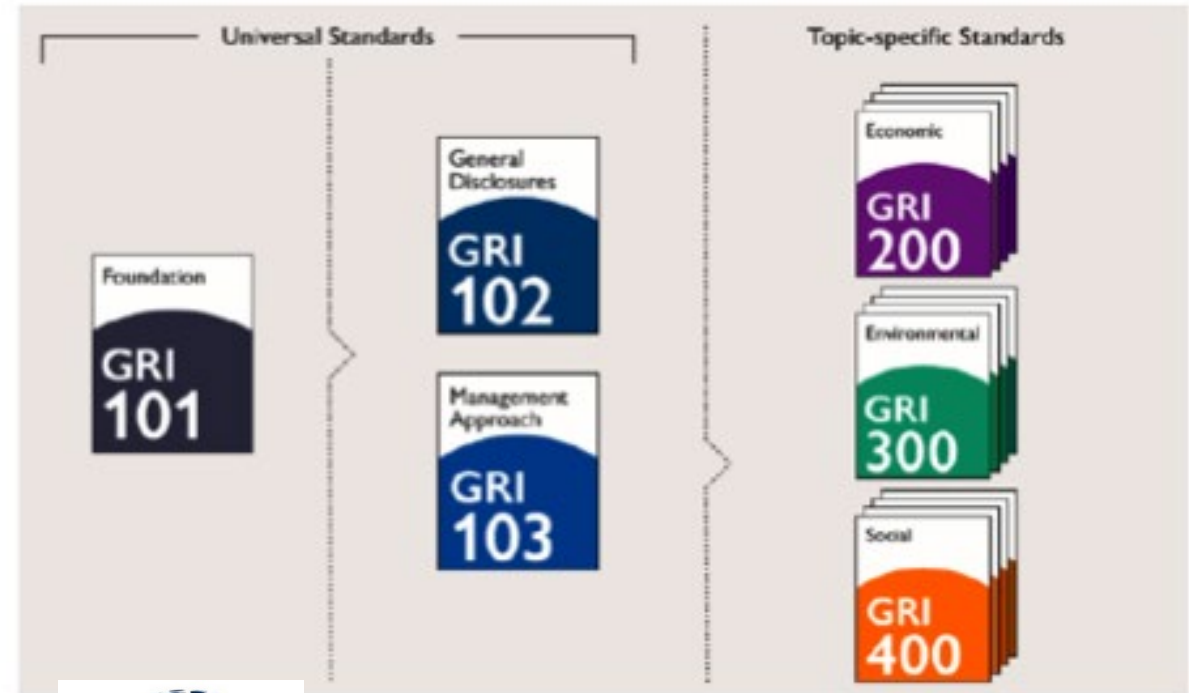 Universal Standards
Topic-specific Standards
Foundation
GRI
101
General
Disclosures
GRI
102
Management
Approach
GRI
103
Economic
GRI
200
Environmental
GRI
300
Social
GRI
400